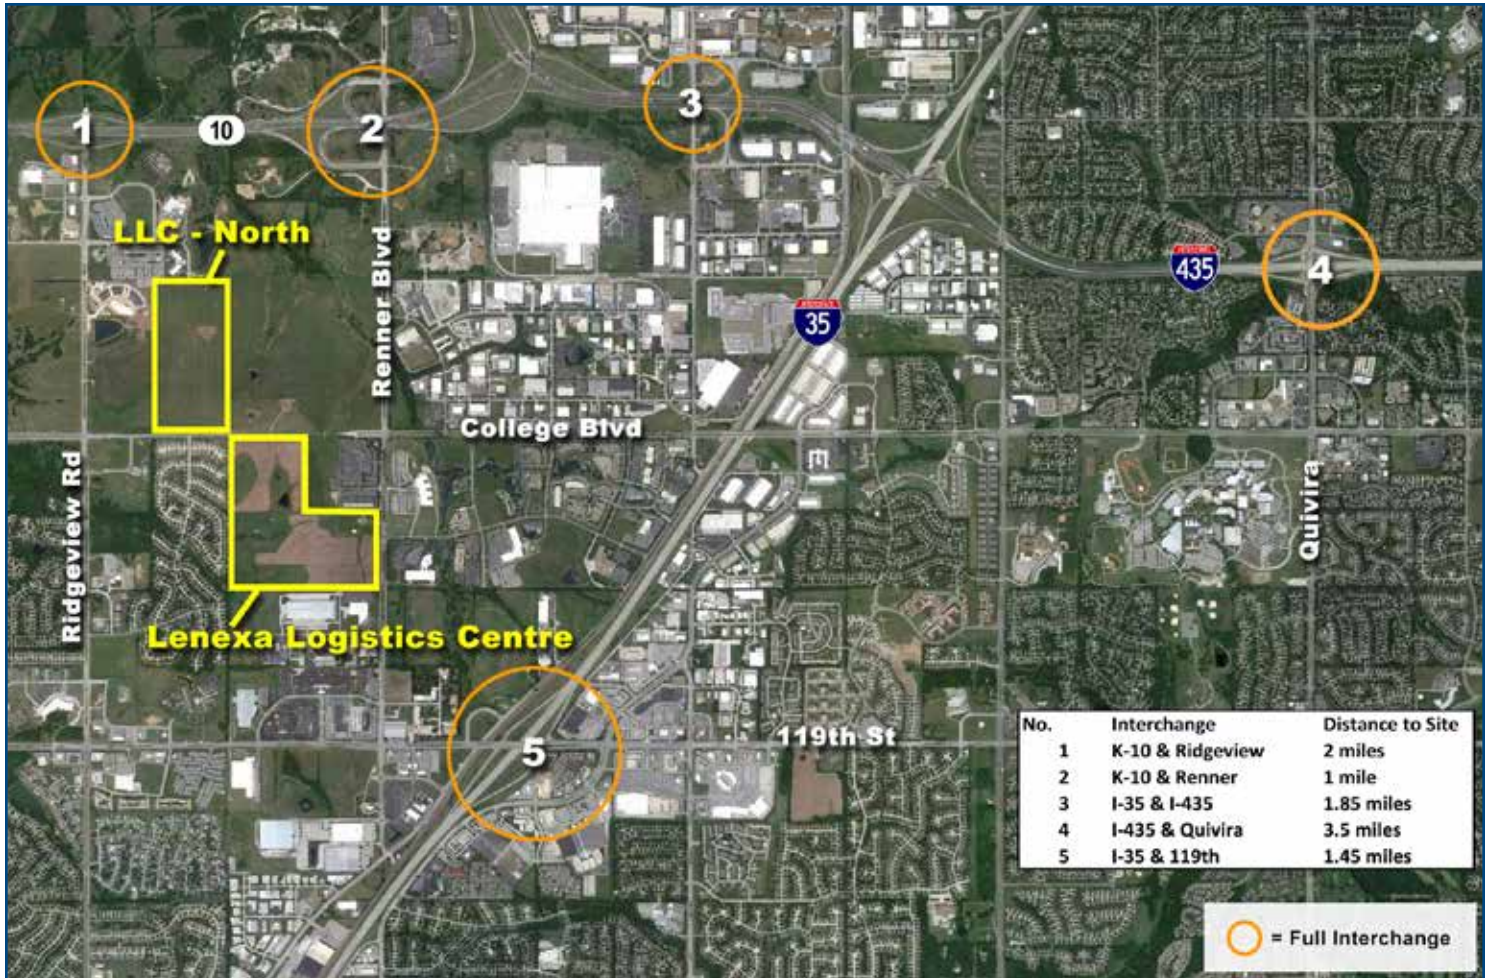 1
10
2
3
LLC - North
Renner Blvd
INTERSTATE
435
4
35
College Blvd
Ridgeview Rd
Quivira
Lenexa Logistics Centre
5
119th St
No. Interchange Distance to Site
1 K-10 & Ridgeview 2 miles
2 K-10 & Renner 1 mile
3 I-35 & I-435 1.85 miles
4 I-435 & Quivira 3.5 miles
5 I-35 & 119th 1.45 miles
= Full Interchange